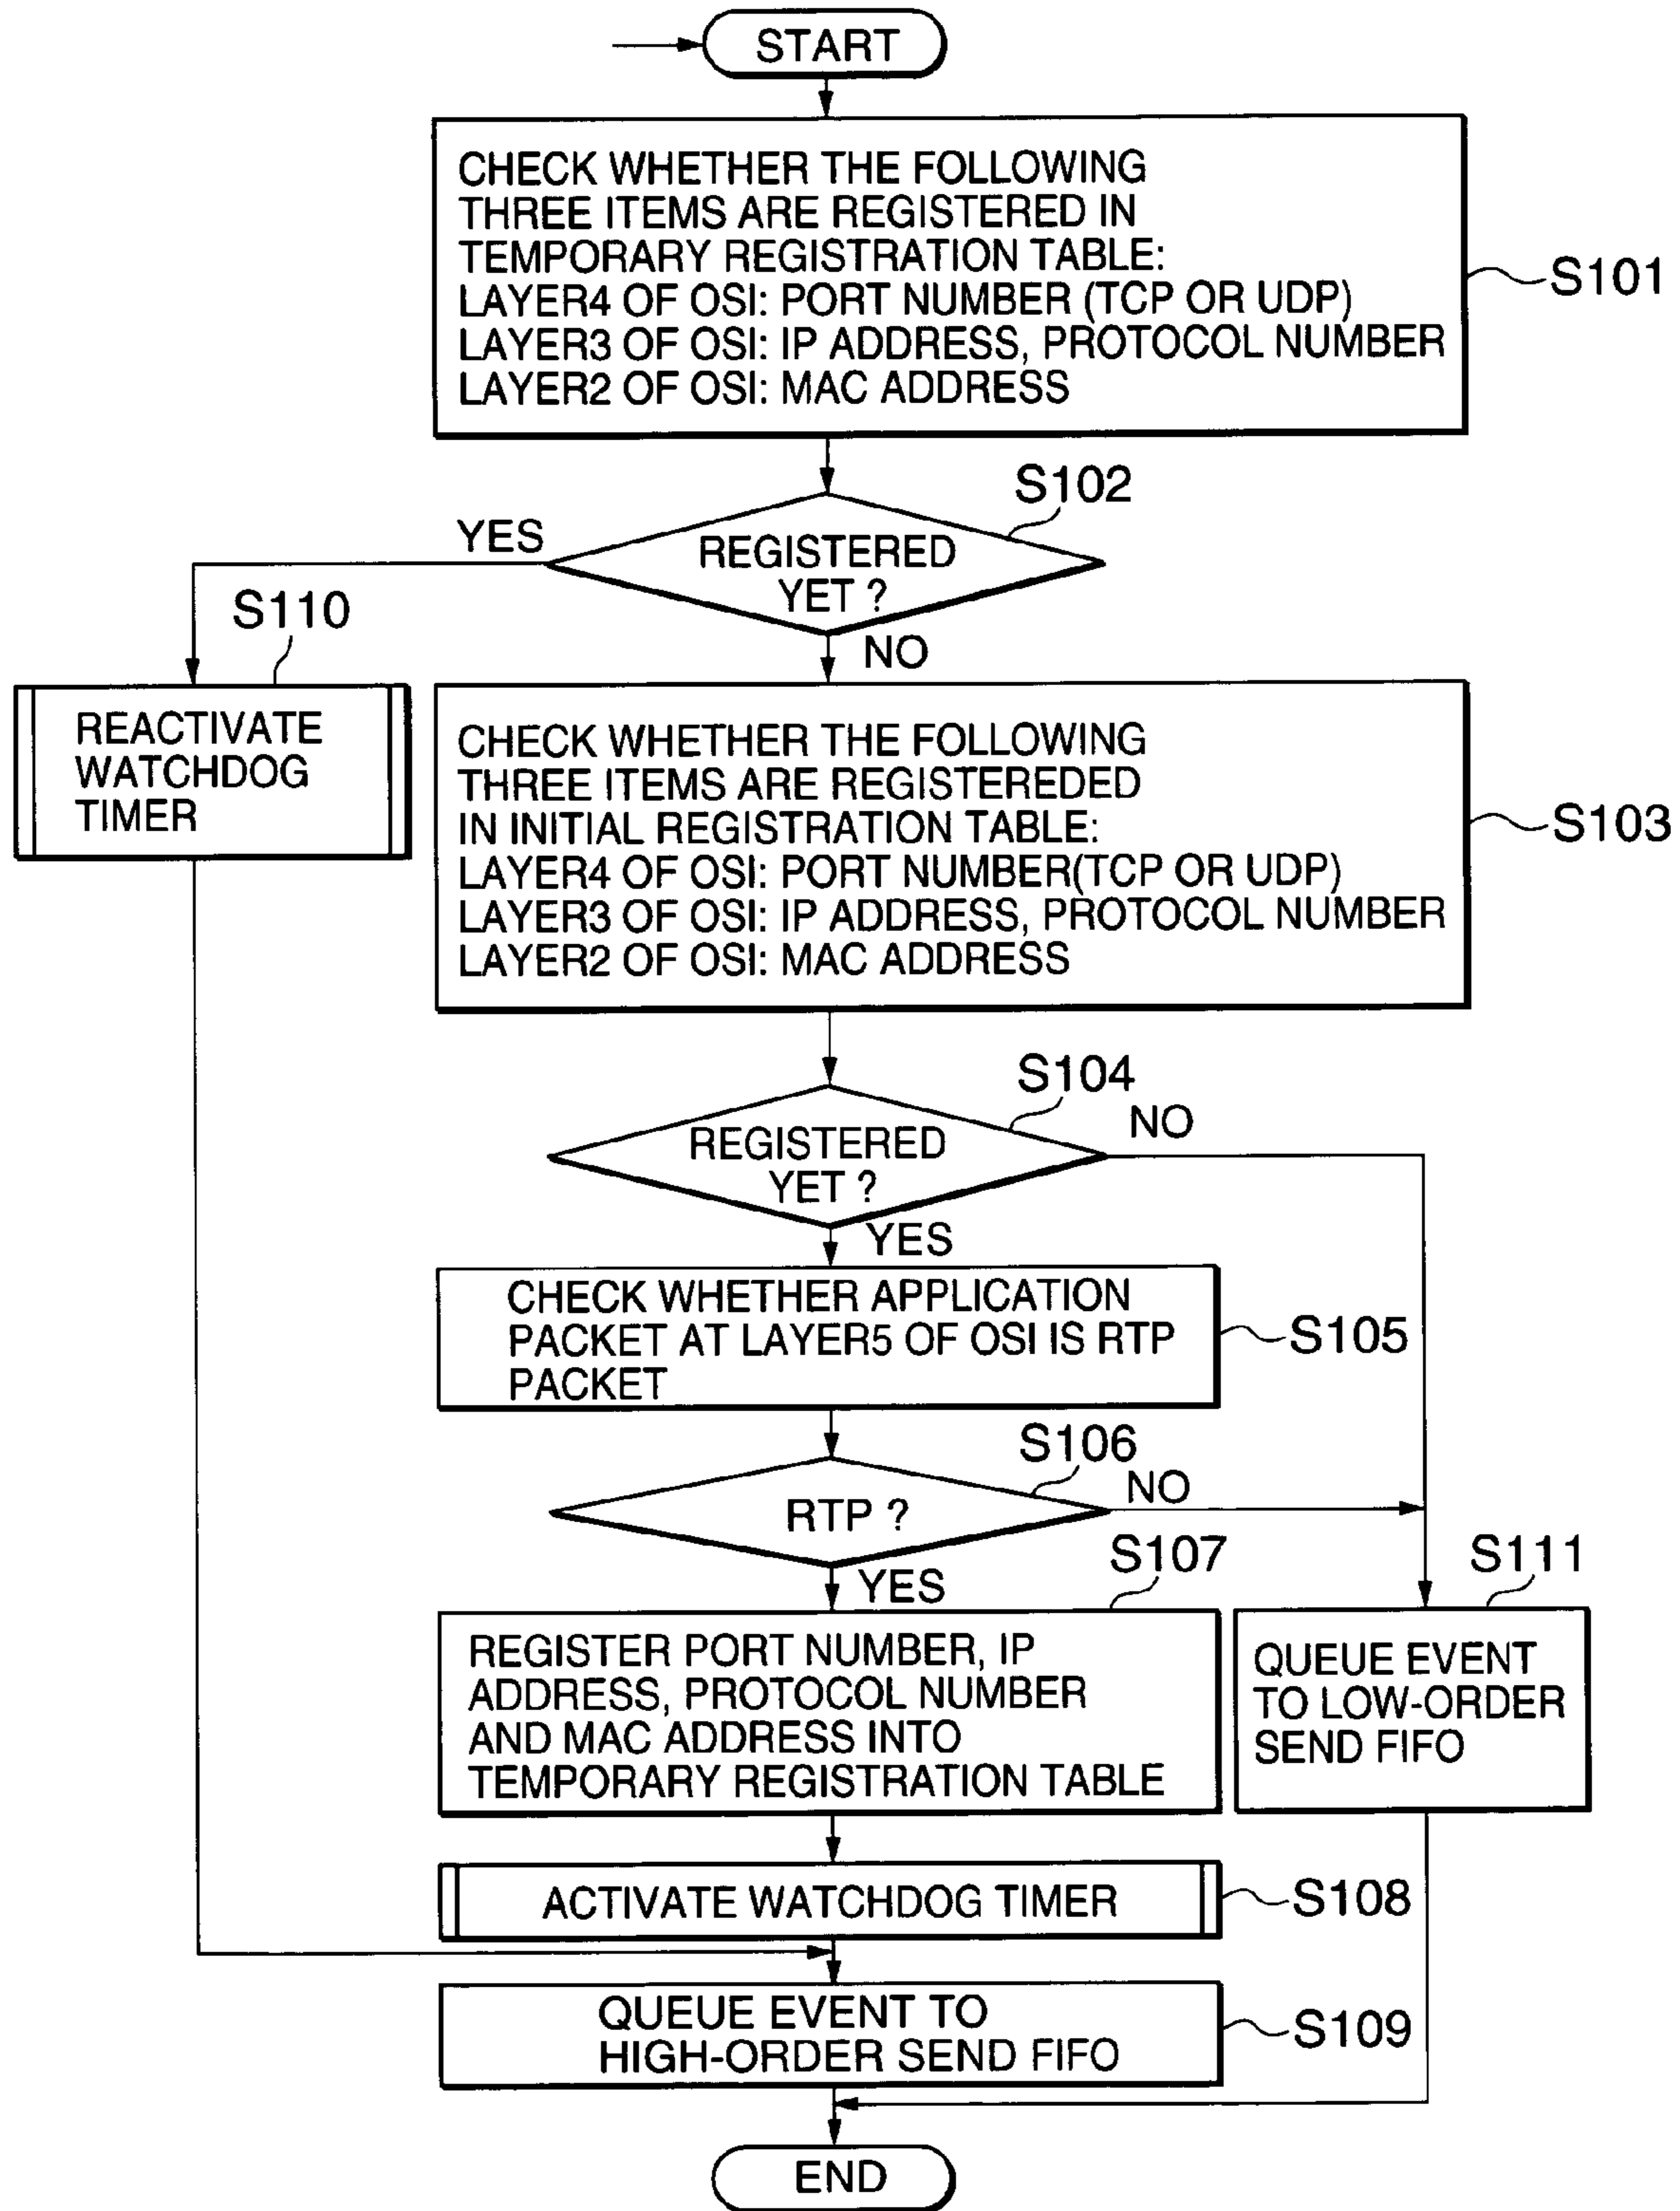 START
CHECK WHETHER THE FOLLOWING
THREE ITEMS ARE REGISTERED IN
TEMPORARY REGISTRATION TABLE:
LAYER4 OF OSI: PORT NUMBER (TCP OR UDP)
LAYER3 OF OSI: IP ADDRESS, PROTOCOL NUMBER
LAYER2 OF OSI: MAC ADDRESS
S101
S102
YES
REGISTERED
YET ?
NO
S110
REACTIVATE
WATCHDOG
TIMER
CHECK WHETHER THE FOLLOWING
THREE ITEMS ARE REGISTEREDED
IN INITIAL REGISTRATION TABLE:
LAYER4 OF OSI: PORT NUMBER(TCP OR UDP)
LAYER3 OF OSI: IP ADDRESS, PROTOCOL NUMBER
LAYER2 OF OSI: MAC ADDRESS
S103
S104
NO
REGISTERED
YET ?
YES
CHECK WHETHER APPLICATION
PACKET AT LAYER5 OF OSI IS RTP
PACKET
S105
S106
NO
RTP ?
YES
S107
REGISTER PORT NUMBER, IP
ADDRESS, PROTOCOL NUMBER
AND MAC ADDRESS INTO
TEMPORARY REGISTRATION TABLE
S111
QUEUE EVENT
TO LOW-ORDER
SEND FIFO
ACTIVATE WATCHDOG TIMER
S108
QUEUE EVENT TO
HIGH-ORDER SEND FIFO
S109
END